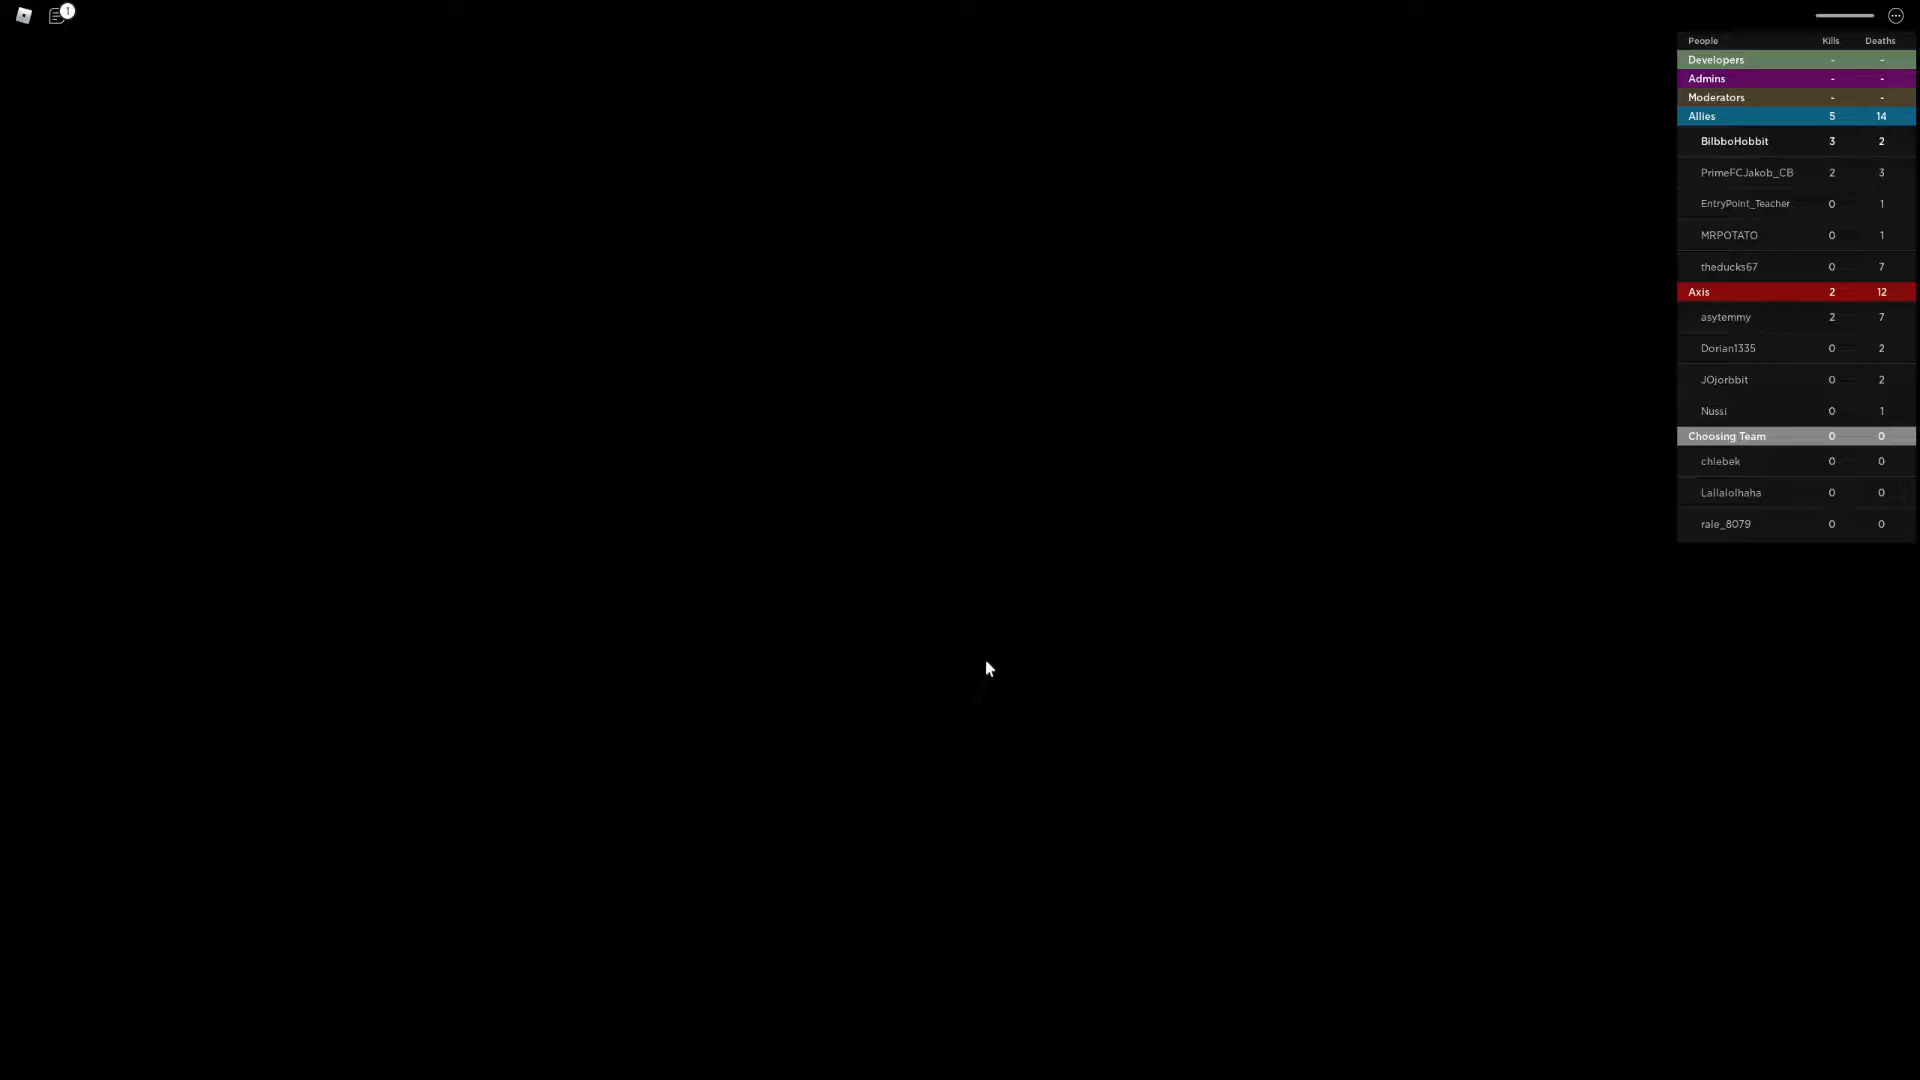 1
People Kills Deaths
Developers - -
Admins - -
Moderators - -
Allies 5 14
BilbboHobbit 3 2
PrimeFCJakob_CB 2 3
EntryPoint_Teacher 0 1
MRPOTATO 0 1
theducks67 0 7
Axis 2 12
asytemmy 2 7
Dorian1335 0 2
JOjorbbit 0 2
Nussi 0 1
Choosing Team 0 0
chlebek 0 0
Lallalolhaha 0 0
rale_8079 0 0